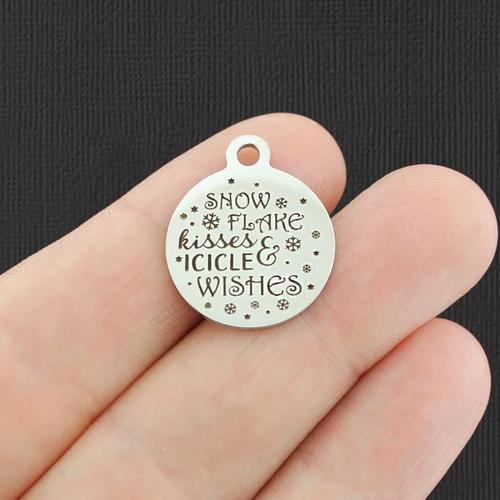 SNOW
FLAKE
kisses &
ICICLE
WISHES